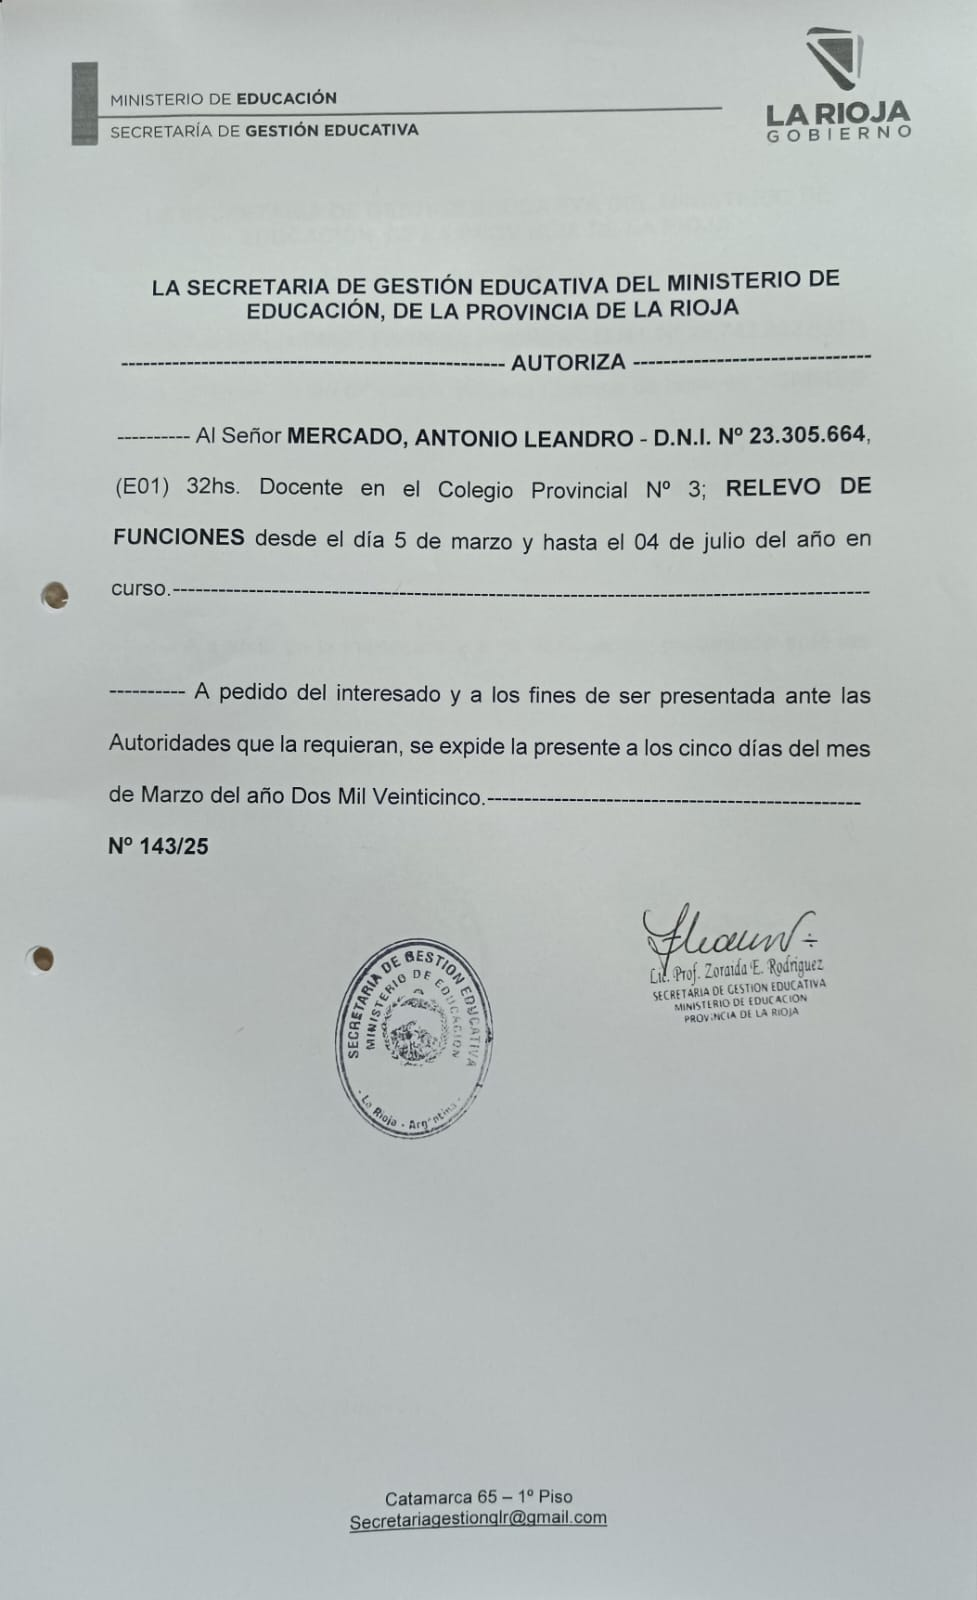 MINISTERIO DE EDUCACIÓN
SECRETARÍA DE GESTIÓN EDUCATIVA
LA RIOJA
GOBIERNO
LA SECRETARIA DE GESTIÓN EDUCATIVA DEL MINISTERIO DE
EDUCACIÓN, DE LA PROVINCIA DE LA RIOJA
--------------------------------------------------- AUTORIZA --------------------------------
---------- Al Señor MERCADO, ANTONIO LEANDRO - D.N.I. Nº 23.305.664,
(E01) 32hs. Docente en el Colegio Provincial Nº 3; RELEVO DE
FUNCIONES desde el día 5 de marzo y hasta el 04 de julio del año en
curso.---------------------------------------------------------------------------------------------
---------- A pedido del interesado y a los fines de ser presentada ante las
Autoridades que la requieran, se expide la presente a los cinco días del mes
de Marzo del año Dos Mil Veinticinco.--------------------------------------------------
Nº 143/25
SECRETARIA DE GESTION EDUCATIVA
MINISTERIO DE EDUCACION
- La Rioja - Argentina -
Lic. Prof. Zoraida E. Rodriguez
SECRETARIA DE GESTION EDUCATIVA
MINISTERIO DE EDUCACION
PROVINCIA DE LA RIOJA
Catamarca 65 – 1º Piso
Secretariagestionglr@gmail.com